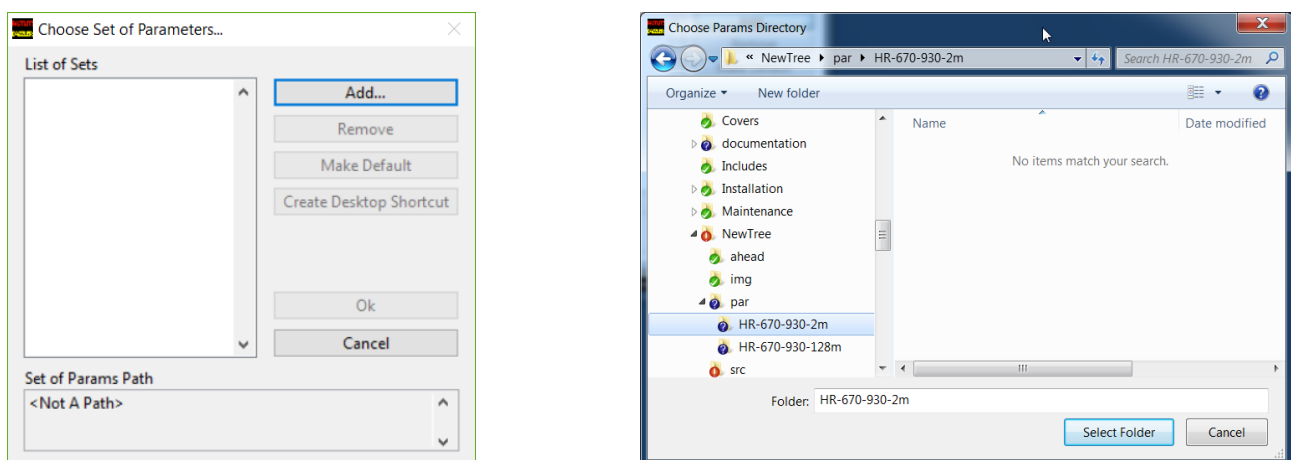 Choose Set of Parameters...
List of Sets
Add...
Remove
Make Default
Create Desktop Shortcut
Ok
Cancel
Set of Params Path
<Not A Path>
Choose Params Directory
« NewTree par HR-670-930-2m
Search HR-670-930-2m
Organize New folder
Covers
documentation
Includes
Installation
Maintenance
NewTree
ahead
img
par
HR-670-930-2m
HR-670-930-128m
src
Name Date modified
No items match your search.
Folder: HR-670-930-2m
Select Folder Cancel